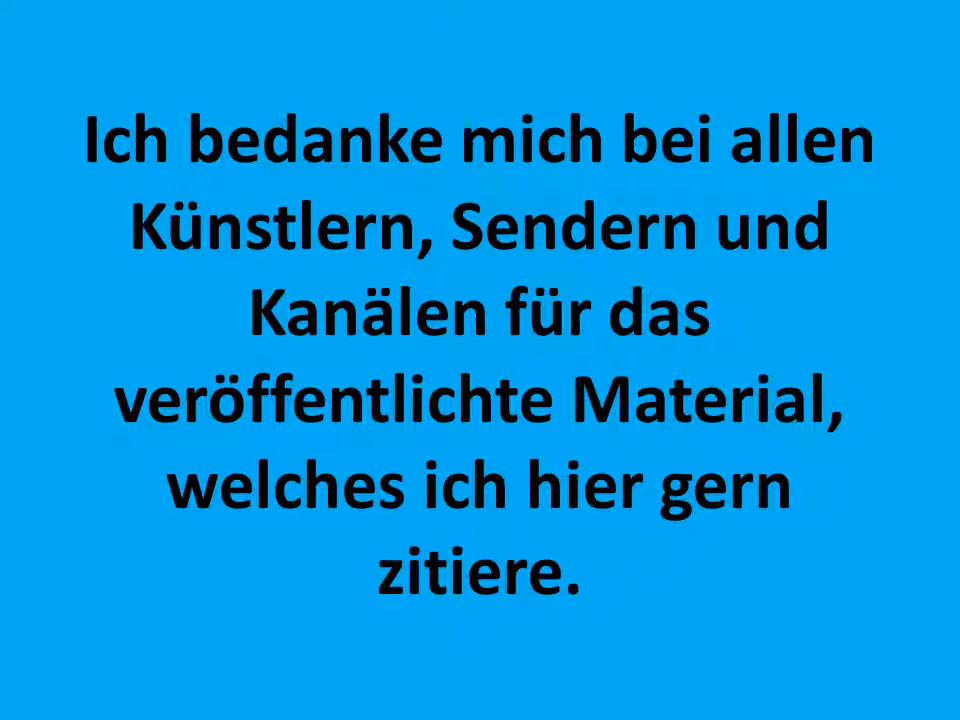 Ich bedanke mich bei allen
Künstlern, Sendern und
Kanälen für das
veröffentlichte Material,
welches ich hier gern
zitiere.